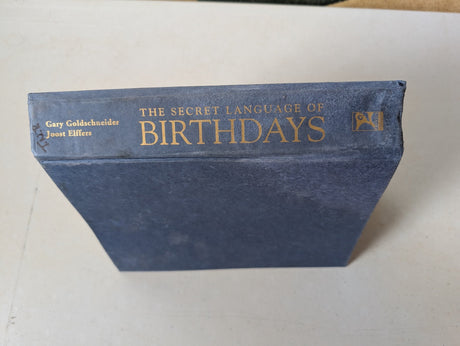 Gary Goldschneider
Joost Elffers
THE SECRET LANGUAGE OF
BIRTHDAYS